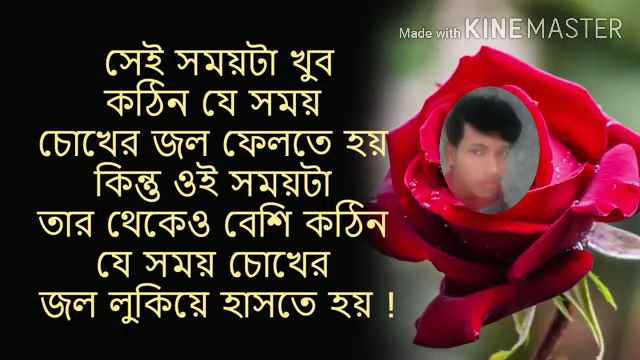 Made with KINEMASTER
সেই সময়টা খুব
কঠিন যে সময়
চোখের জল ফেলতে হয়
কিন্তু ওই সময়টা
তার থেকেও বেশি কঠিন
যে সময় চোখের
জল লুকিয়ে হাসতে হয় !